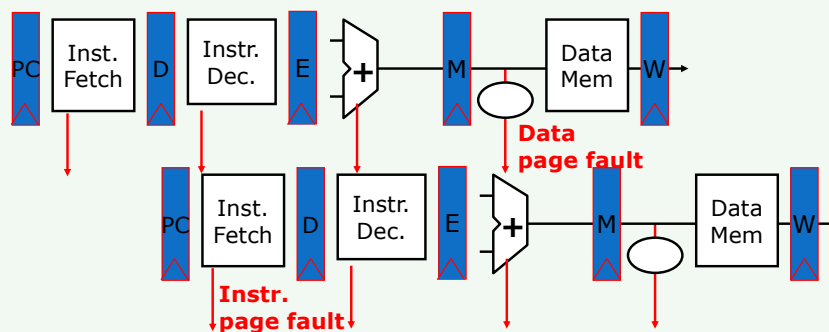 PC
Inst.
Fetch
D
Instr.
Dec.
E
+
M
Data
Mem
W
Data
page fault
PC
Inst.
Fetch
D
Instr.
Dec.
E
+
M
Data
Mem
W
Instr.
page fault